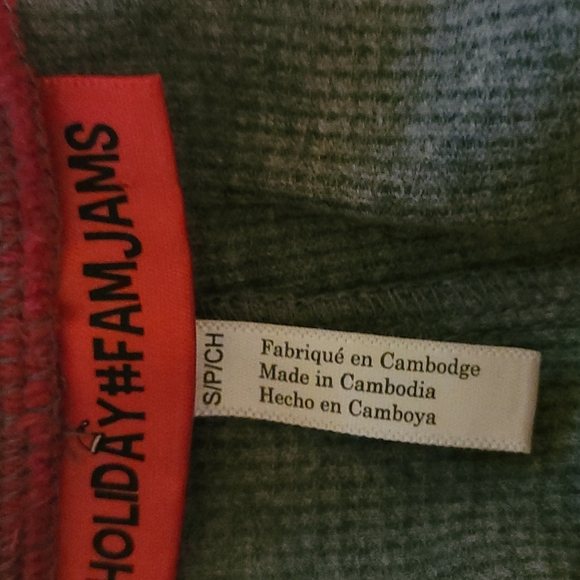 HOLIDAY#FAMJAMS
S/P/CH
Fabriqué en Cambodge
Made in Cambodia
Hecho en Camboya